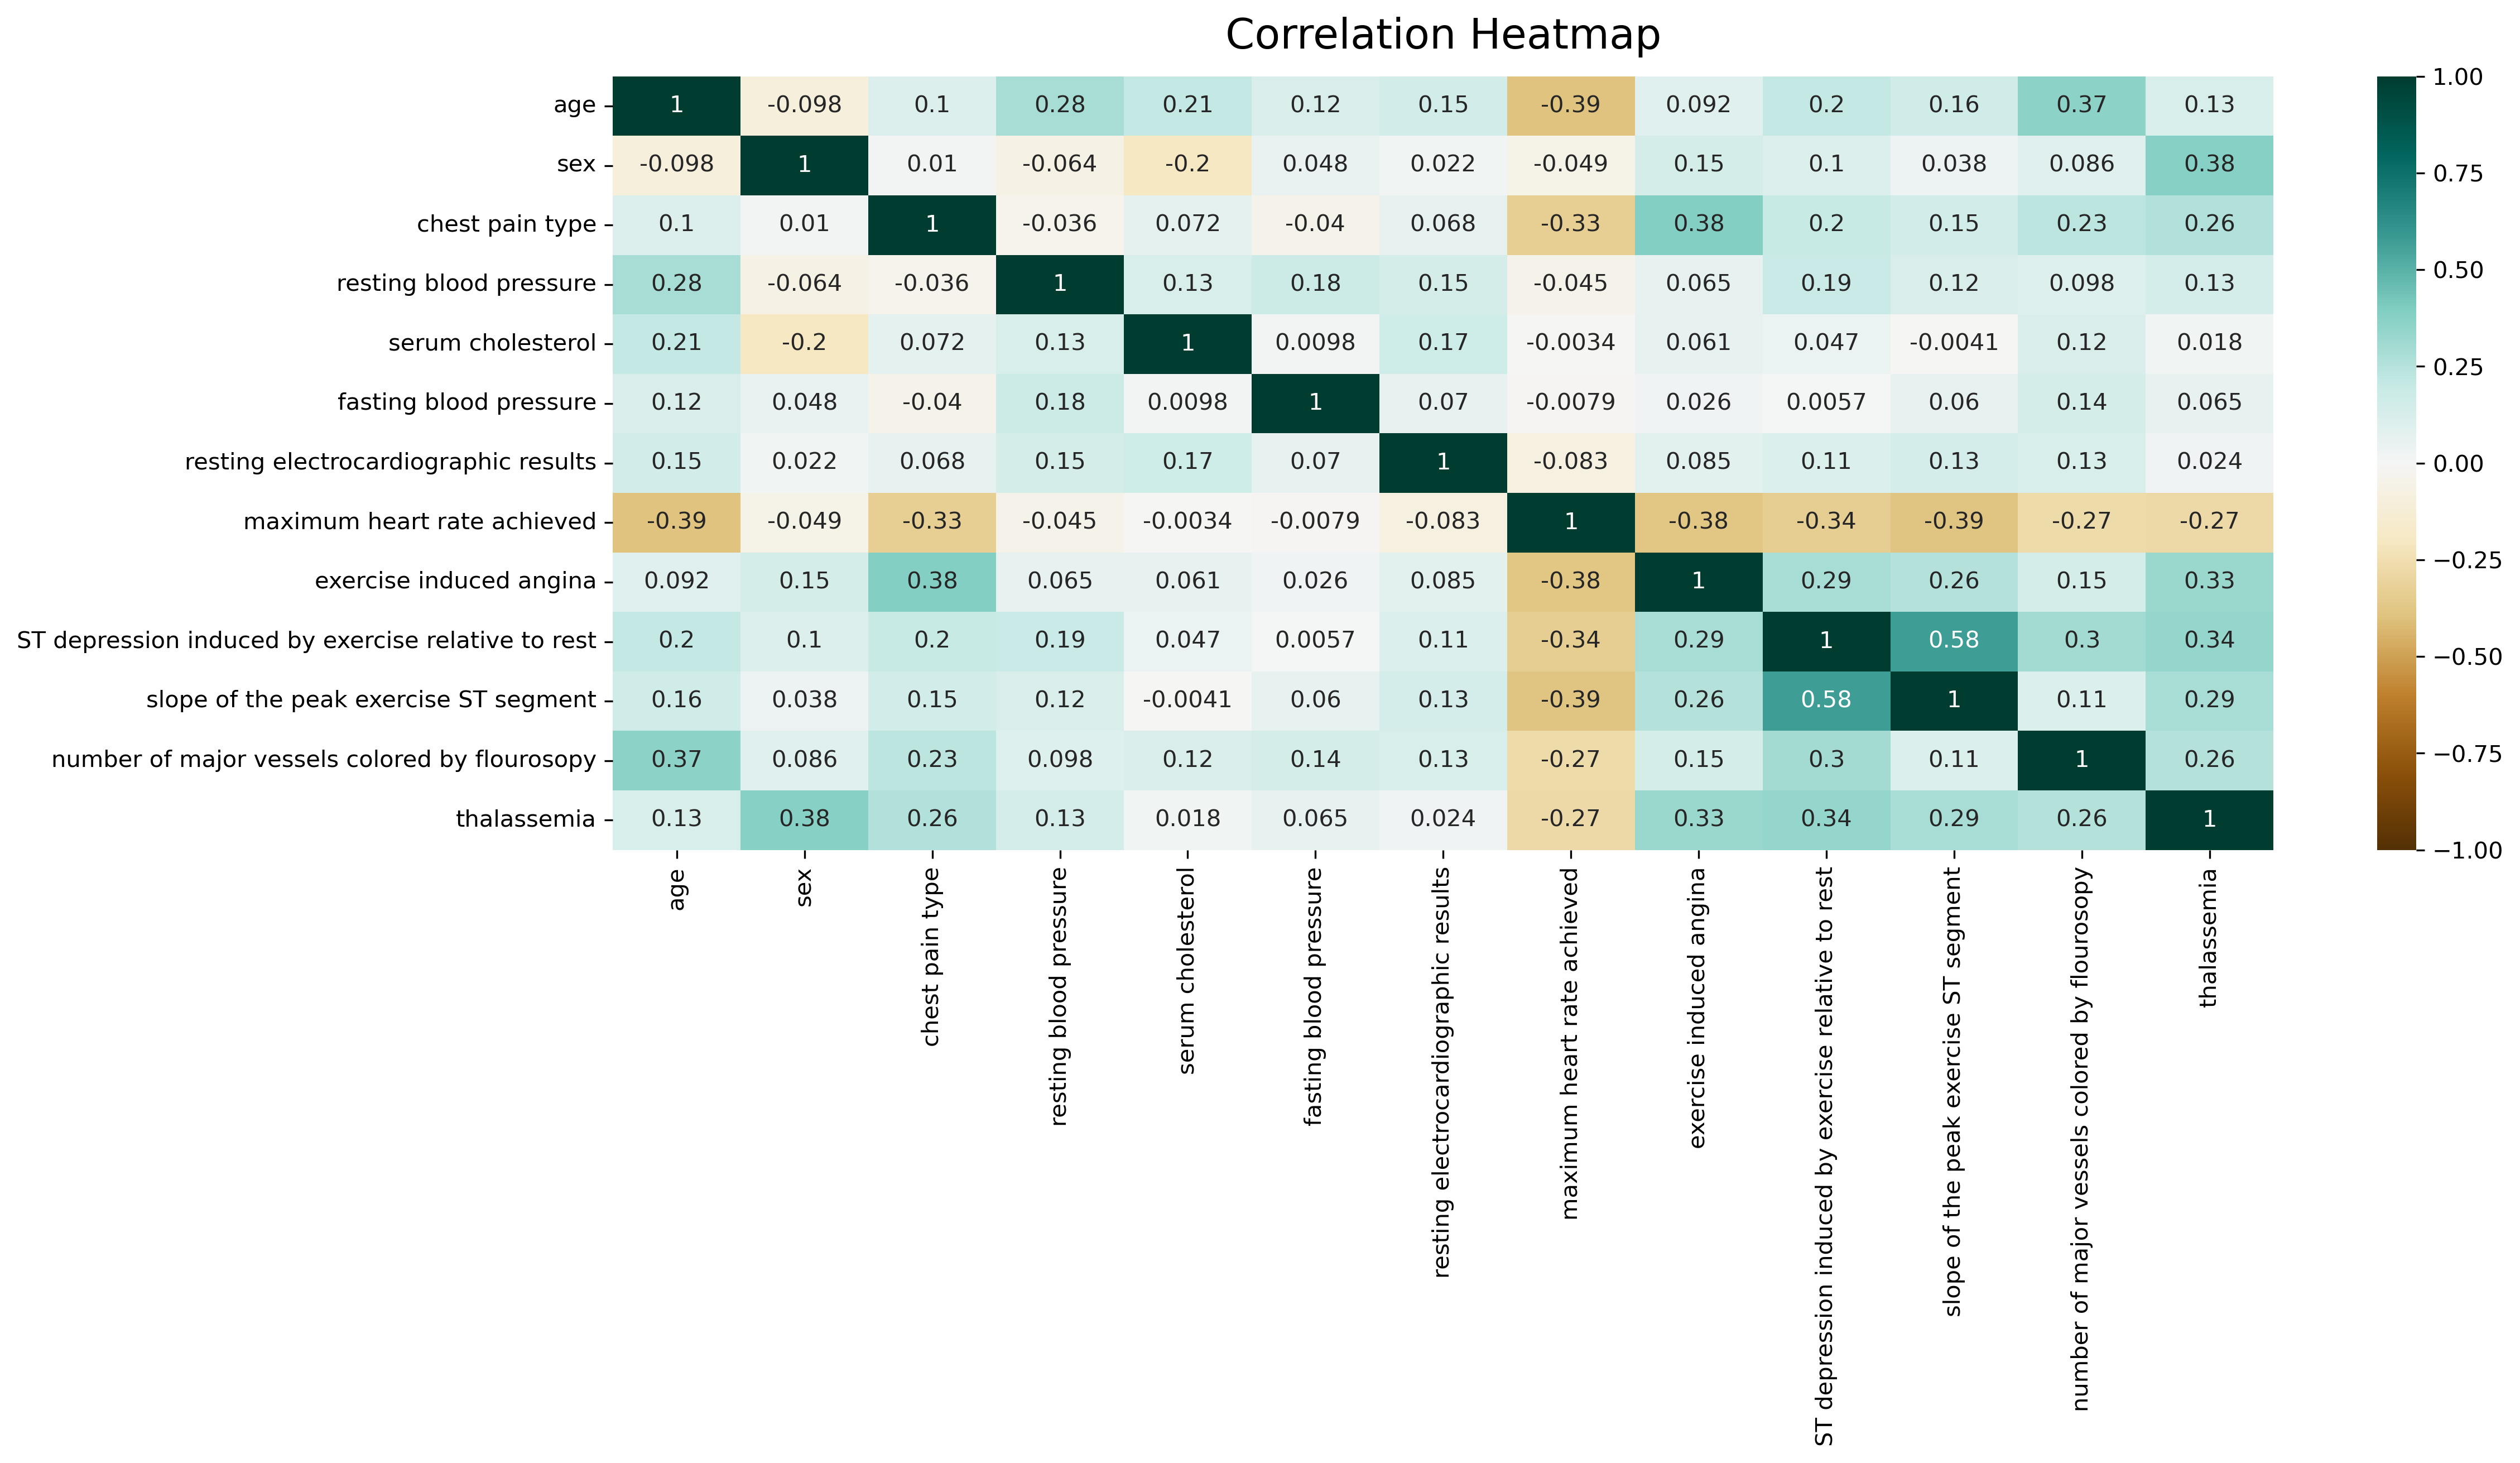 Correlation Heatmap
age 1 -0.098 0.1 0.28 0.21 0.12 0.15 -0.39 0.092 0.2 0.16 0.37 0.13
sex -0.098 1 0.01 -0.064 -0.2 0.048 0.022 -0.049 0.15 0.1 0.038 0.086 0.38
chest pain type 0.1 0.01 1 -0.036 0.072 -0.04 0.068 -0.33 0.38 0.2 0.15 0.23 0.26
resting blood pressure 0.28 -0.064 -0.036 1 0.13 0.18 0.15 -0.045 0.065 0.19 0.12 0.098 0.13
serum cholesterol 0.21 -0.2 0.072 0.13 1 0.0098 0.17 -0.0034 0.061 0.047 -0.0041 0.12 0.018
fasting blood pressure 0.12 0.048 -0.04 0.18 0.0098 1 0.07 -0.0079 0.026 0.0057 0.06 0.14 0.065
resting electrocardiographic results 0.15 0.022 0.068 0.15 0.17 0.07 1 -0.083 0.085 0.11 0.13 0.13 0.024
maximum heart rate achieved -0.39 -0.049 -0.33 -0.045 -0.0034 -0.0079 -0.083 1 -0.38 -0.34 -0.39 -0.27 -0.27
exercise induced angina 0.092 0.15 0.38 0.065 0.061 0.026 0.085 -0.38 1 0.29 0.26 0.15 0.33
ST depression induced by exercise relative to rest 0.2 0.1 0.2 0.19 0.047 0.0057 0.11 -0.34 0.29 1 0.58 0.3 0.34
slope of the peak exercise ST segment 0.16 0.038 0.15 0.12 -0.0041 0.06 0.13 -0.39 0.26 0.58 1 0.11 0.29
number of major vessels colored by flourosopy 0.37 0.086 0.23 0.098 0.12 0.14 0.13 -0.27 0.15 0.3 0.11 1 0.26
thalassemia 0.13 0.38 0.26 0.13 0.018 0.065 0.024 -0.27 0.33 0.34 0.29 0.26 1
age
sex
chest pain type
resting blood pressure
serum cholesterol
fasting blood pressure
resting electrocardiographic results
maximum heart rate achieved
exercise induced angina
ST depression induced by exercise relative to rest
slope of the peak exercise ST segment
number of major vessels colored by flourosopy
thalassemia
1.00
0.75
0.50
0.25
0.00
−0.25
−0.50
−0.75
−1.00